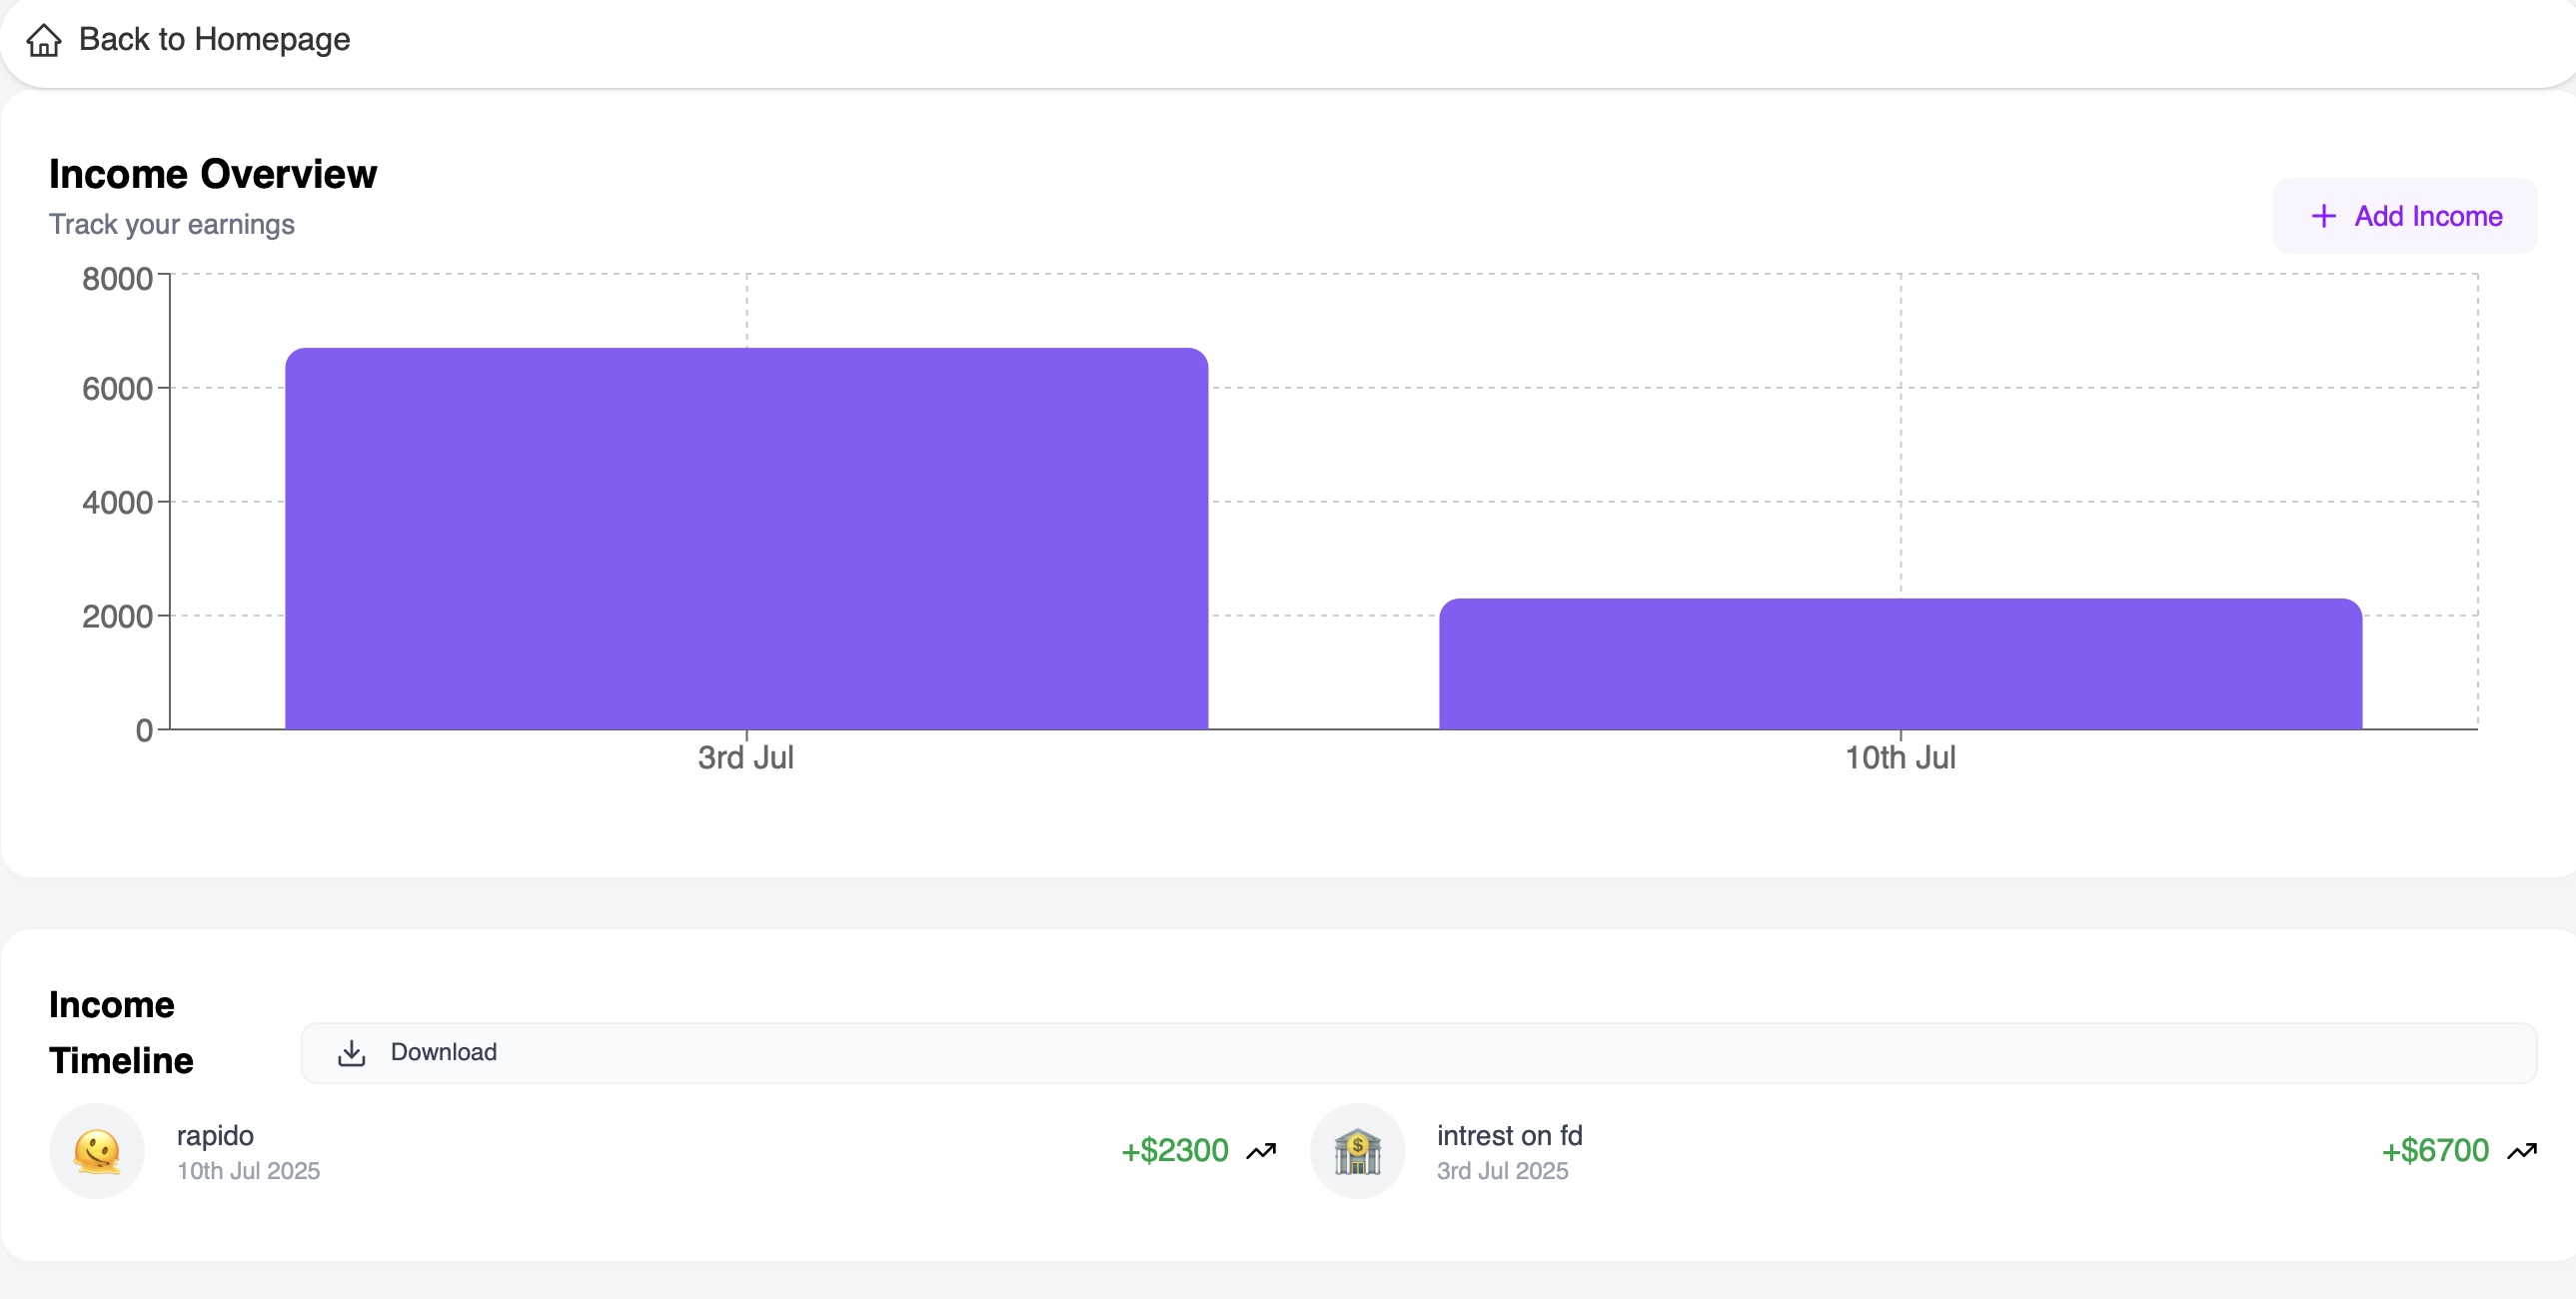 Back to Homepage
Income Overview
Track your earnings
+ Add Income
8000
6000
4000
2000
0
3rd Jul
10th Jul
Income
Timeline
Download
rapido
10th Jul 2025
+$2300
intrest on fd
3rd Jul 2025
+$6700